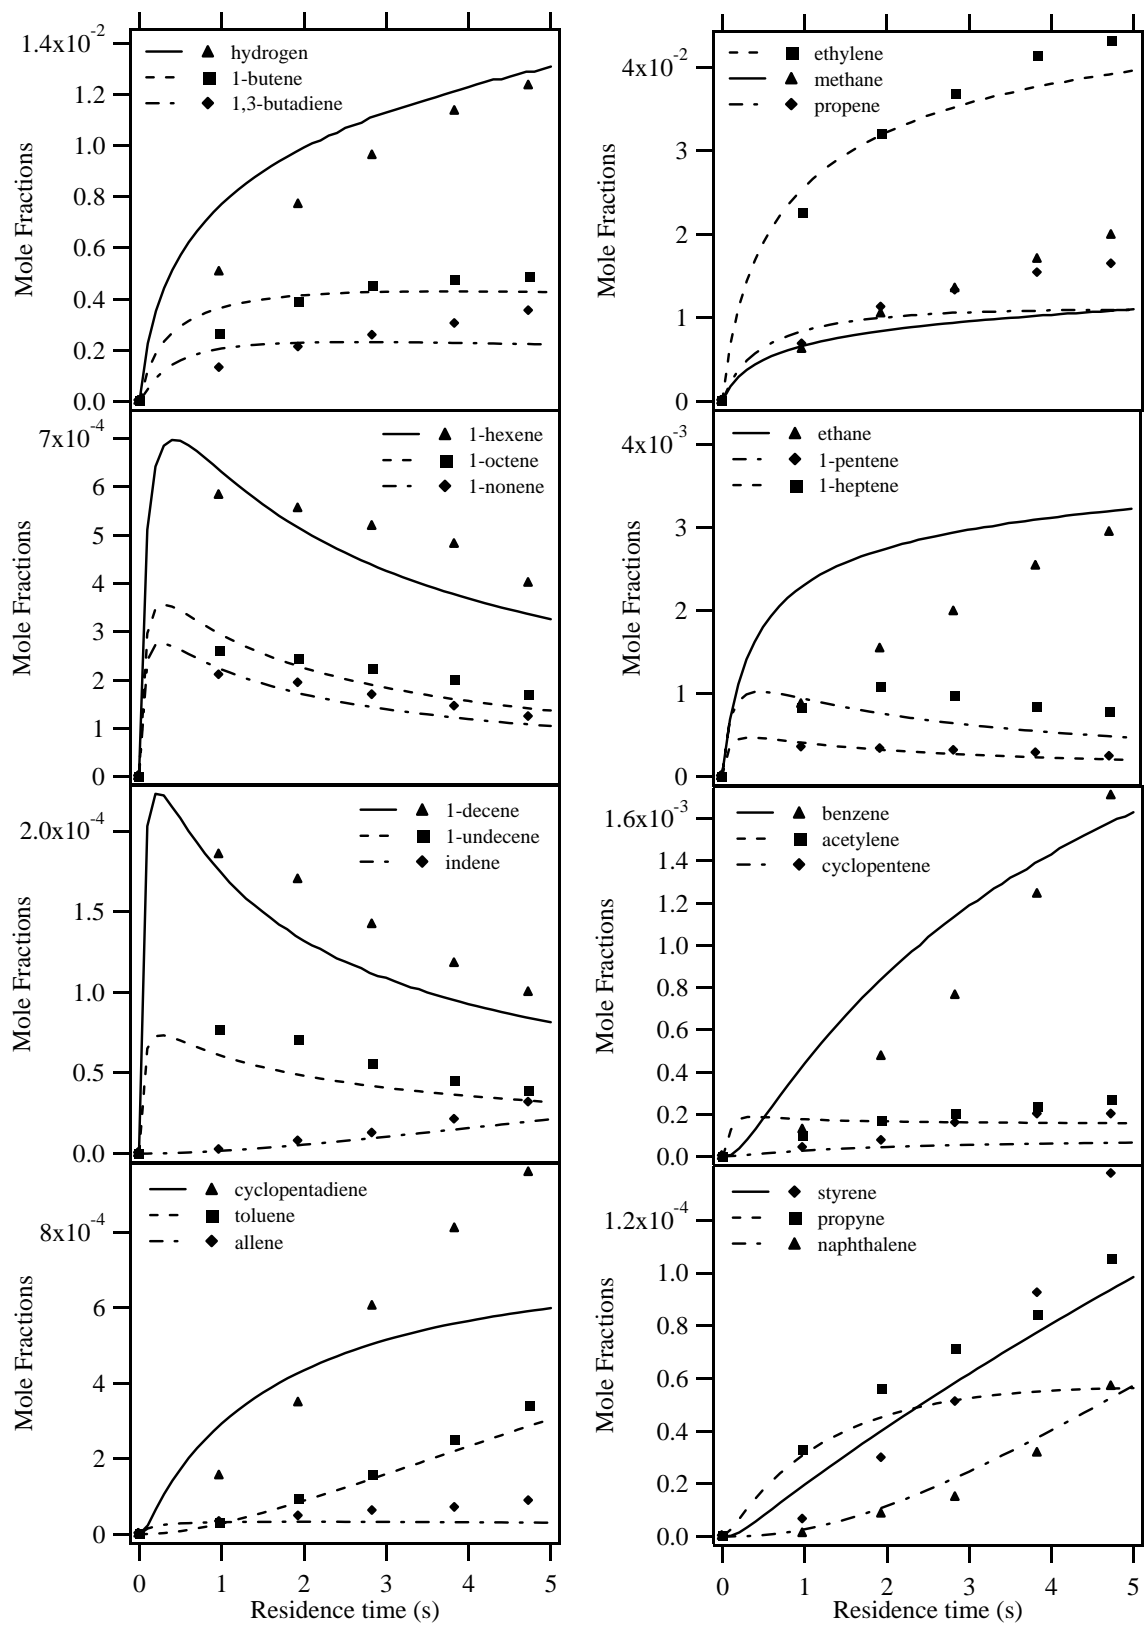 1.4x10-2
1.2
1.0
0.8
0.6
0.4
0.2
0.0
Mole Fractions
hydrogen
1-butene
1,3-butadiene
4x10-2
3
2
1
0
Mole Fractions
ethylene
methane
propene
7x10-4
6
5
4
3
2
1
0
Mole Fractions
1-hexene
1-octene
1-nonene
4x10-3
3
2
1
0
Mole Fractions
ethane
1-pentene
1-heptene
2.0x10-4
1.5
1.0
0.5
0.0
Mole Fractions
1-decene
1-undecene
indene
1.6x10-3
1.4
1.2
1.0
0.8
0.6
0.4
0.2
0.0
Mole Fractions
benzene
acetylene
cyclopentene
8x10-4
6
4
2
0
Mole Fractions
cyclopentadiene
toluene
allene
0 1 2 3 4 5
Residence time (s)
1.2x10-4
1.0
0.8
0.6
0.4
0.2
0.0
Mole Fractions
styrene
propyne
naphthalene
0 1 2 3 4 5
Residence time (s)